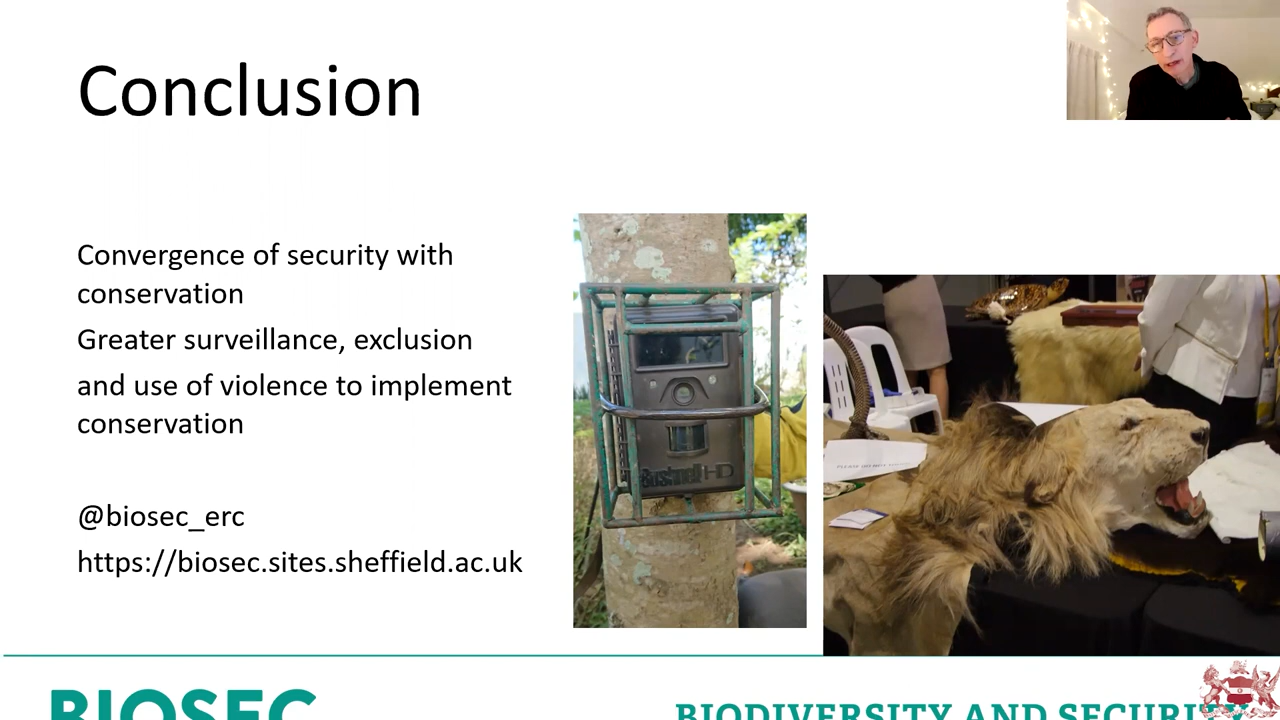 Conclusion
Convergence of security with
conservation
Greater surveillance, exclusion
and use of violence to implement
conservation
@biosec_erc
https://biosec.sites.sheffield.ac.uk
Bushnell HD
BIOSEC
BIODIVERSITY AND SECURITY